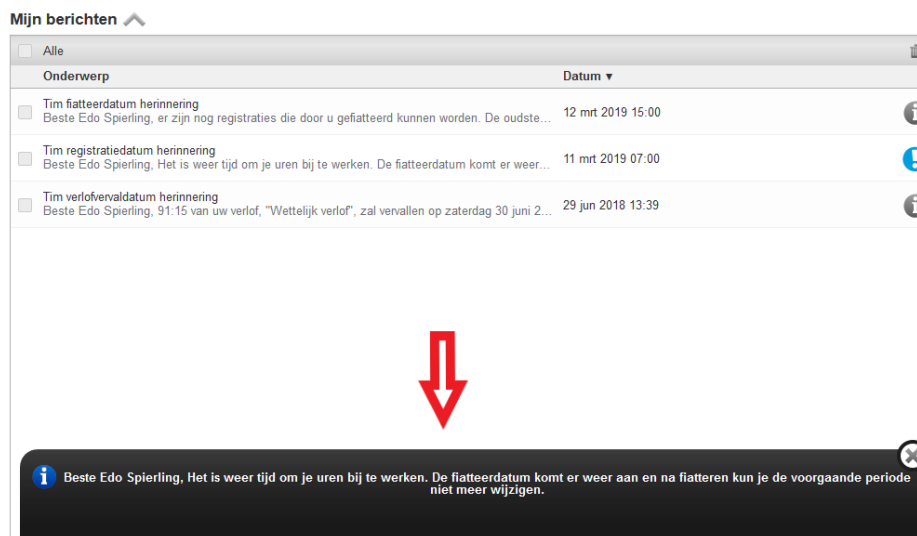 Mijn berichten
Alle
Onderwerp Datum ▼
Tim fiatteerdatum herinnering
Beste Edo Spierling, er zijn nog registraties die door u gefiatteerd kunnen worden. De oudste... 12 mrt 2019 15:00
Tim registratiedatum herinnering
Beste Edo Spierling, Het is weer tijd om je uren bij te werken. De fiatteerdatum komt er weer... 11 mrt 2019 07:00
Tim verlofvervaldatum herinnering
Beste Edo Spierling, 91:15 van uw verlof, "Wettelijk verlof", zal vervallen op zaterdag 30 juni 2... 29 jun 2018 13:39
Beste Edo Spierling, Het is weer tijd om je uren bij te werken. De fiatteerdatum komt er weer aan en na fiatteren kun je de voorgaande periode
niet meer wijzigen.